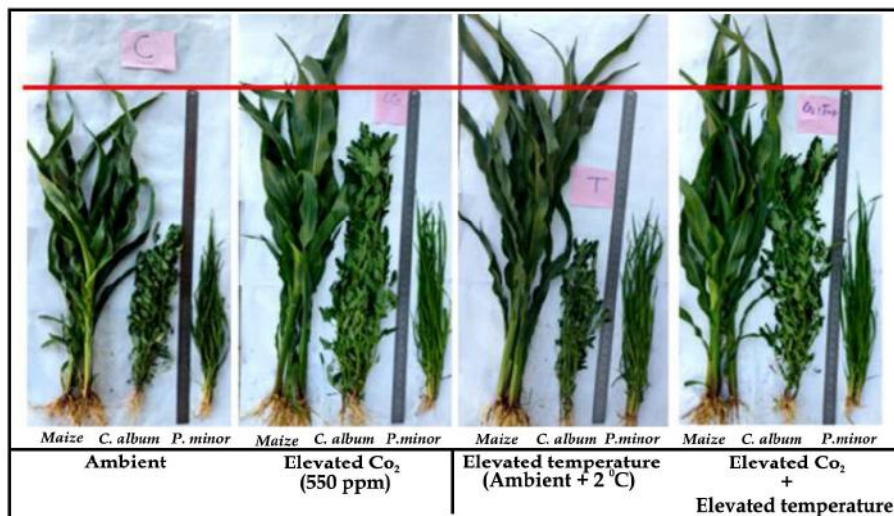 C
Co₂
T
Co₂+Temp
Maize C. album P. minor
Maize C. album P.minor
Maize C. album P.minor
Maize C. album P.minor
Ambient
Elevated Co₂
(550 ppm)
Elevated temperature
(Ambient + 2 ⁰C)
Elevated Co₂
+
Elevated temperature